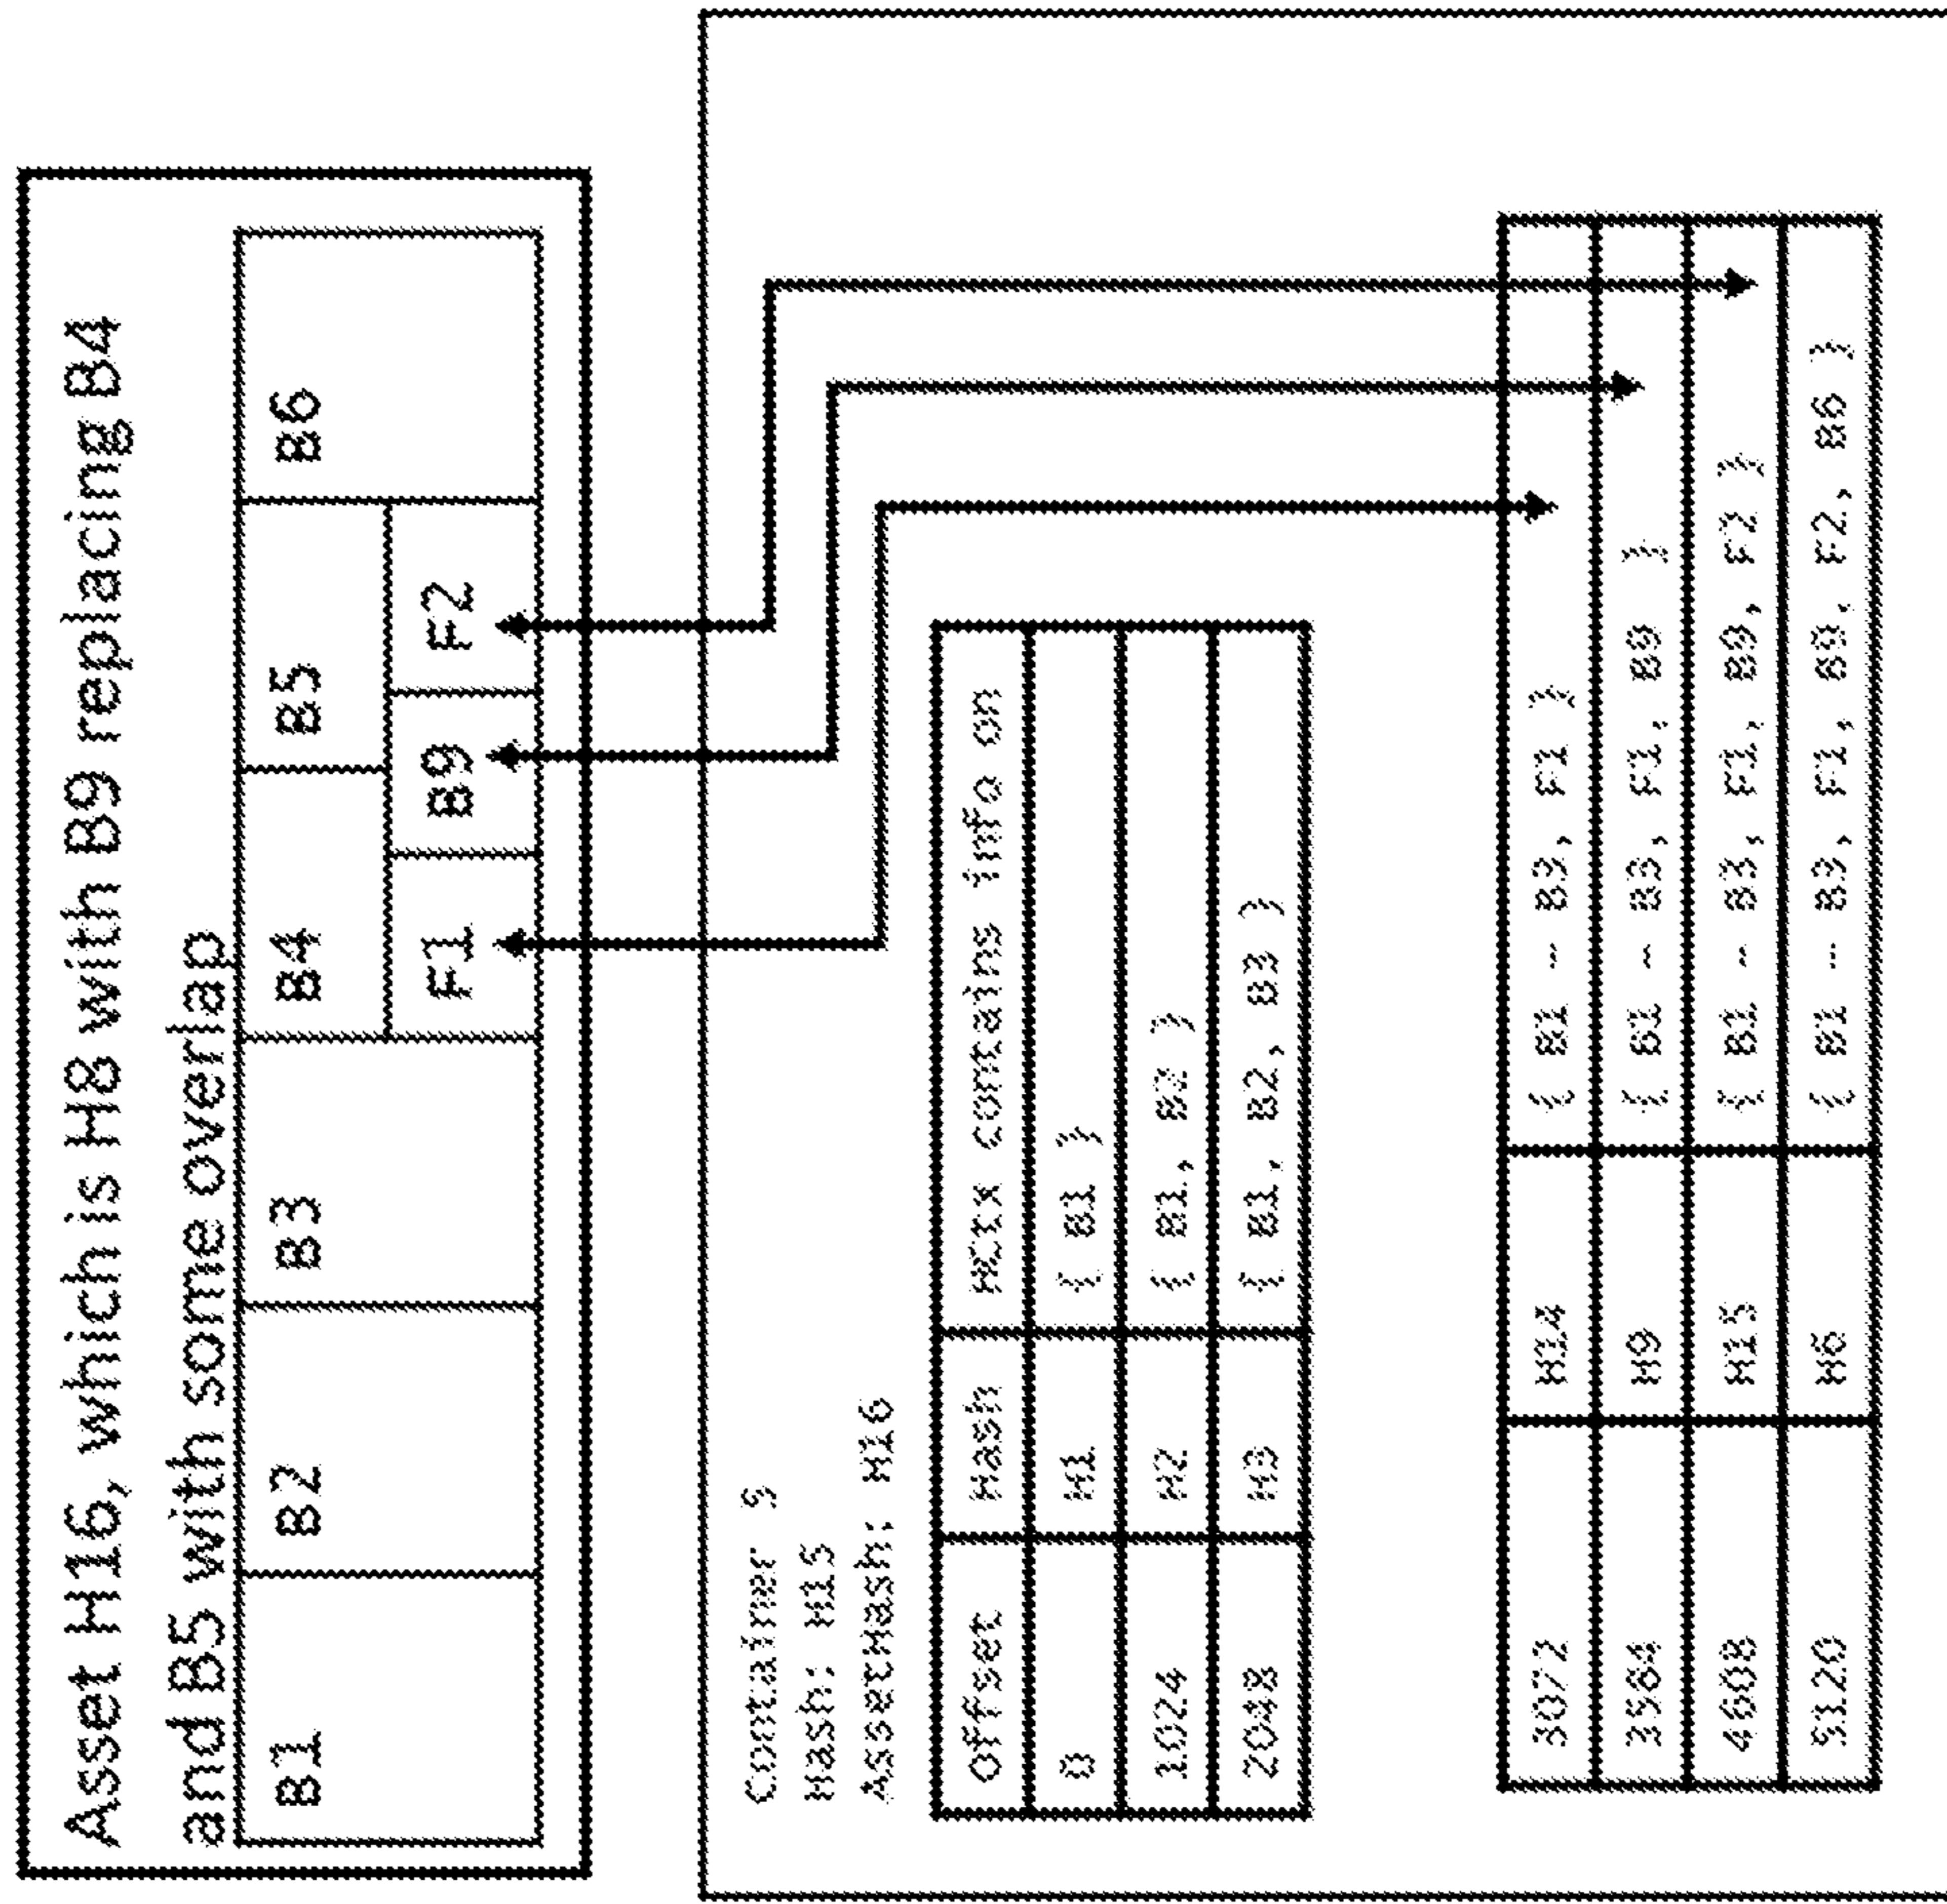 Asset H16, which is H8 with B9 replacing B4
and B5 with some overlap
B1 B2 B3 B4 B5 B6
F1 B9 F2
Container 5
Hash: H15
AssetHash: H16
Offset Hash HCTX contains info on
0 H1 { B1 }
1024 H2 { B1, B2 }
2048 H3 { B1, B2, B3 }
3072 H14 { B1 - B3, F1 }
3584 H9 { B1 - B3, F1, B9 }
4608 H15 { B1 - B3, F1, B9, F2 }
5120 H6 { B1 - B3, F1, B9, F2, B6 }